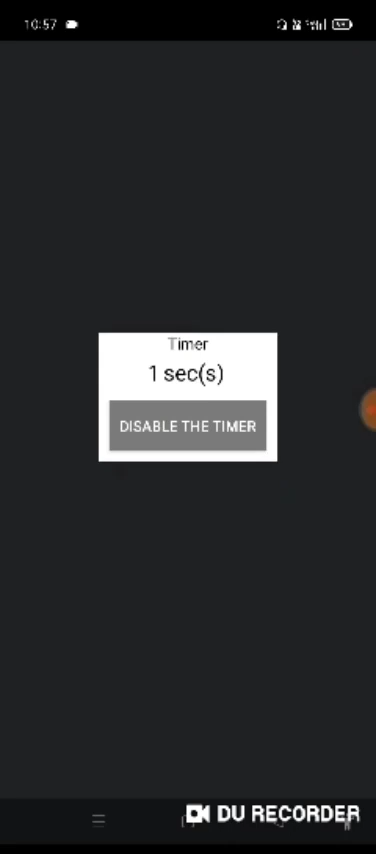 10:57
Timer
1 sec(s)
DISABLE THE TIMER
DU RECORDER